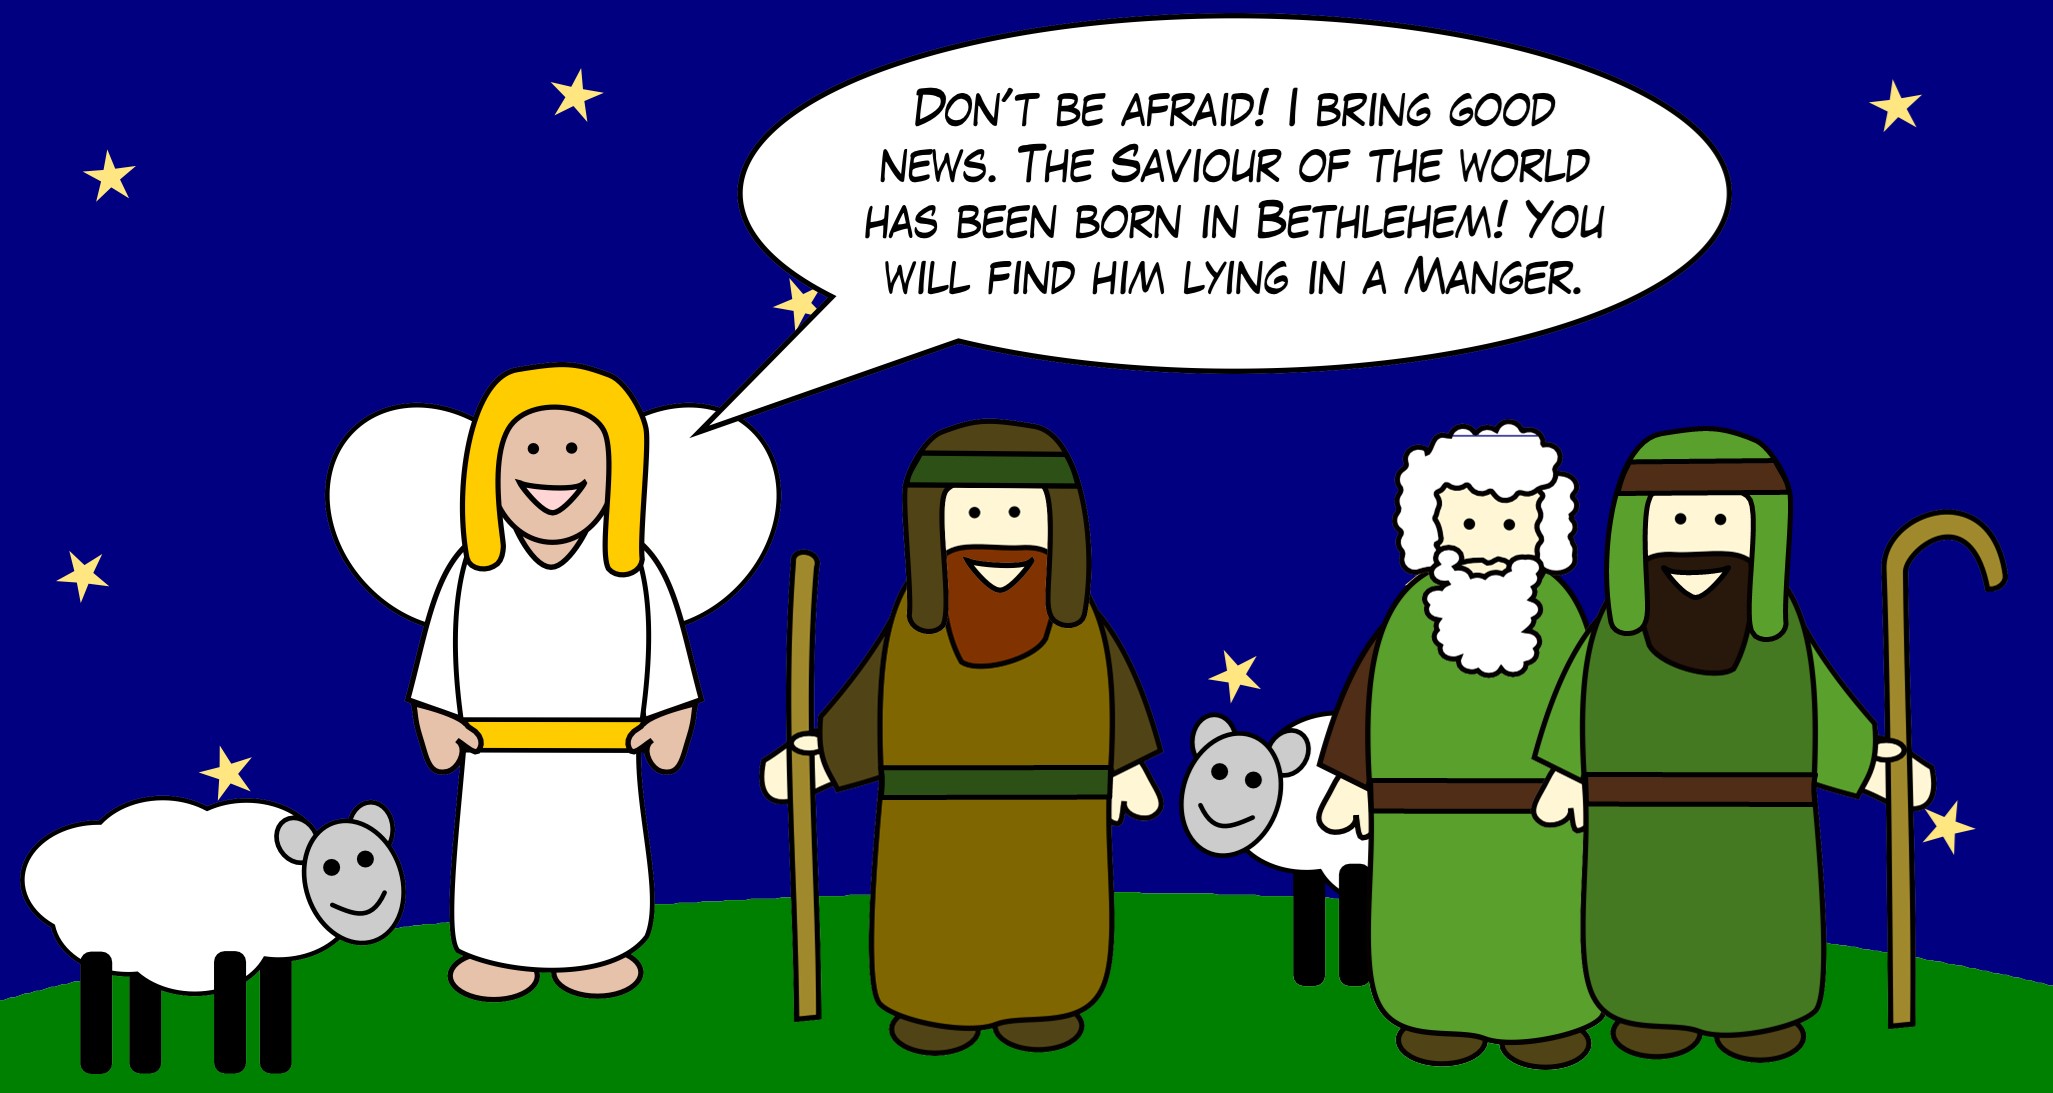 Don't be afraid! I bring good
news. The Saviour of the world
has been born in Bethlehem! You
will find him lying in a Manger.